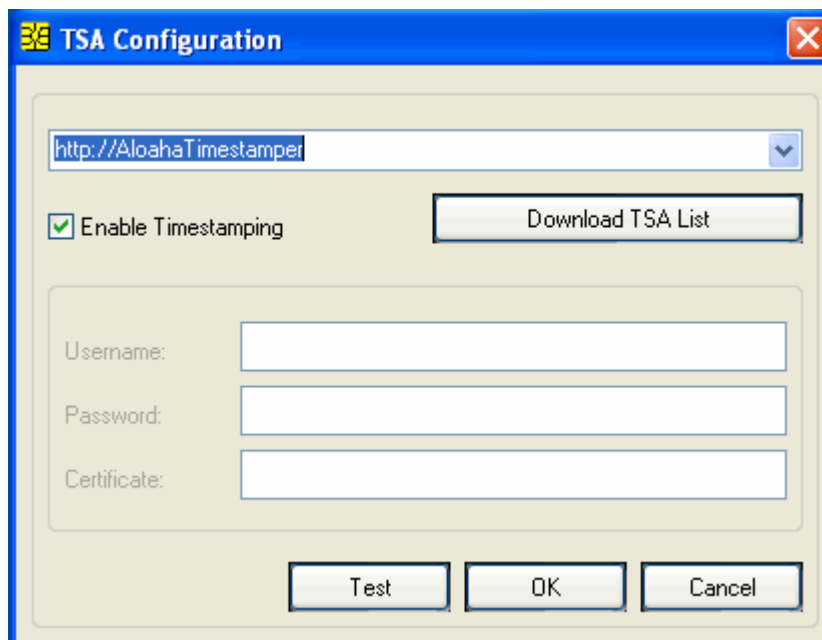 TSA Configuration
http://AloahaTimestamper
Enable Timestamping
Download TSA List
Username:
Password:
Certificate:
Test
OK
Cancel